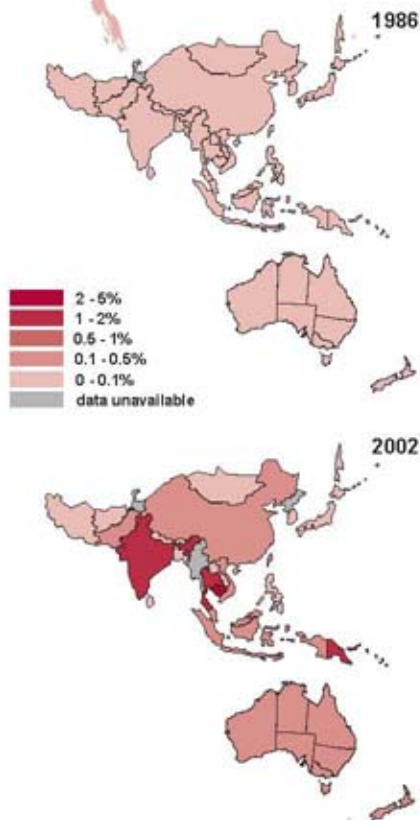 1986
2 - 5%
1 - 2%
0.5 - 1%
0.1 - 0.5%
0 - 0.1%
data unavailable
2002